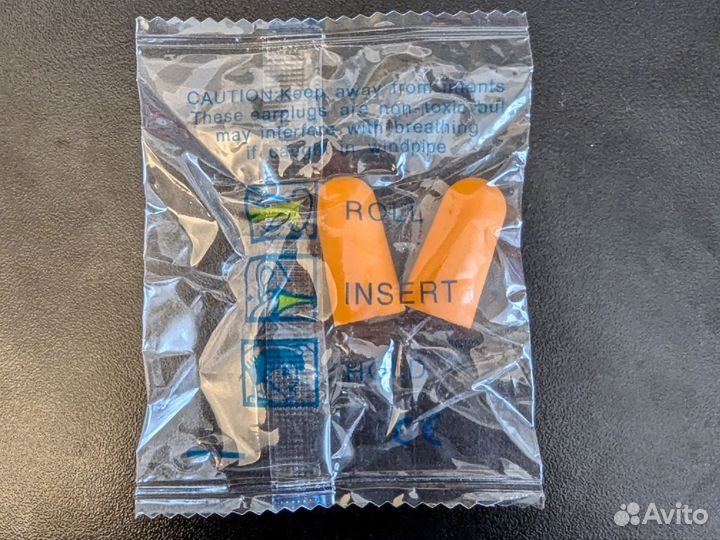 CAUTION:Keep away from infants
These earplugs are non-toxic aul
may interfere with breathing
if caught in windpipe
ROLL
INSERT
HOLD
CE
Avito